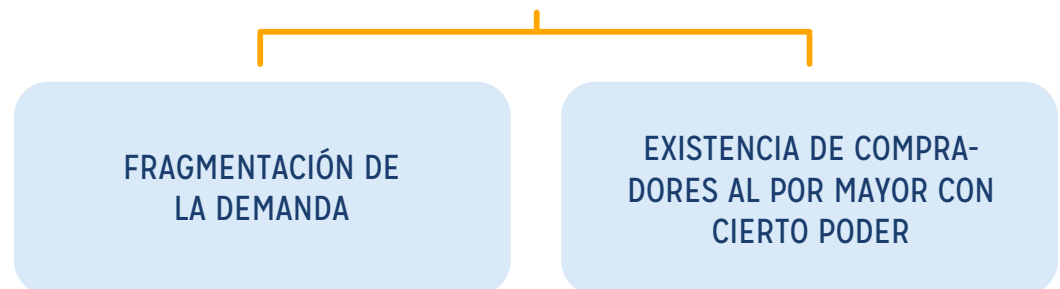 FRAGMENTACIÓN DE
LA DEMANDA
EXISTENCIA DE COMPRA-
DORES AL POR MAYOR CON
CIERTO PODER